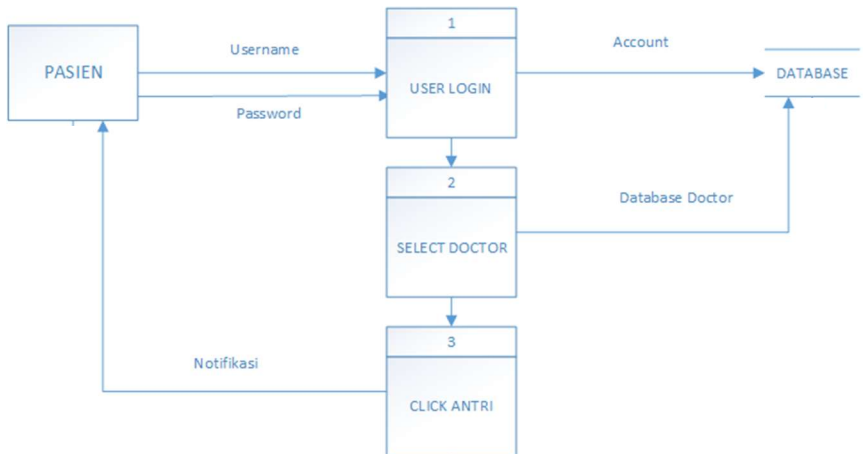 1
Username
Account
PASIEN
USER LOGIN
DATABASE
Password
2
Database Doctor
SELECT DOCTOR
3
Notifikasi
CLICK ANTRI